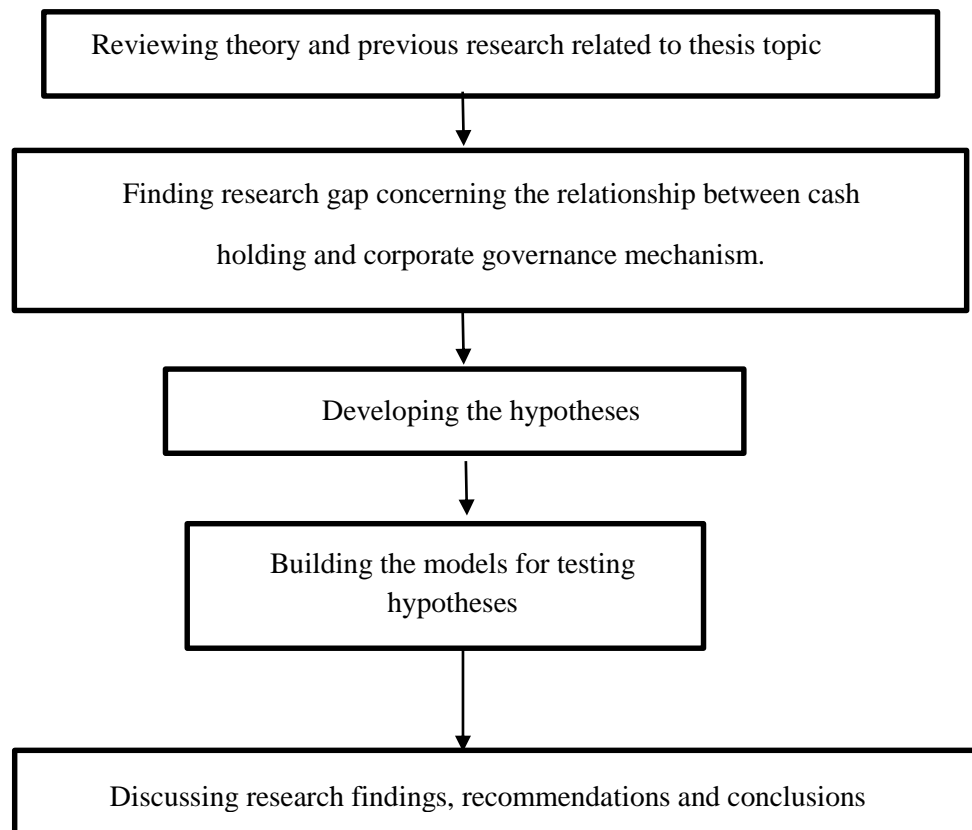 Reviewing theory and previous research related to thesis topic
Finding research gap concerning the relationship between cash
holding and corporate governance mechanism.
Developing the hypotheses
Building the models for testing
hypotheses
Discussing research findings, recommendations and conclusions